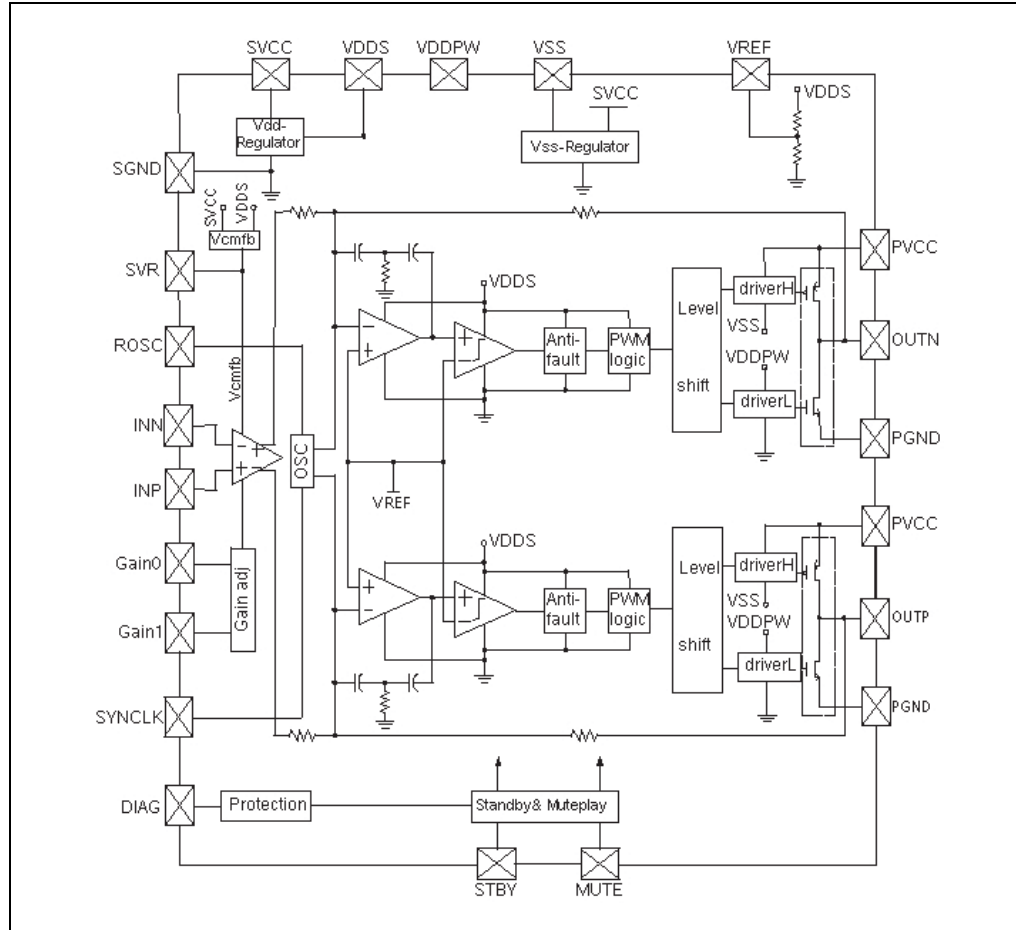 SVCC VDDS VDDPW VSS VREF
SVCC
VDDS
Vdd-
Regulator
Vss-Regulator
SGND
SVCC
VDDS
Vcmfb
SVR
PVCC
VDDS
driverH
Level
shift
VSS
ROSC
OUTN
Anti-
fault
PWM
logic
VDDPW
driverL
Vcmfb
INN
PGND
OSC
INP
VREF
PVCC
VDDS
Gain0
Level
shift
driverH
Gain adj
Anti-
fault
PWM
logic
VSS
VDDPW
OUTP
Gain1
driverL
SYNCLK
PGND
DIAG
Protection
Standby& Muteplay
STBY
MUTE